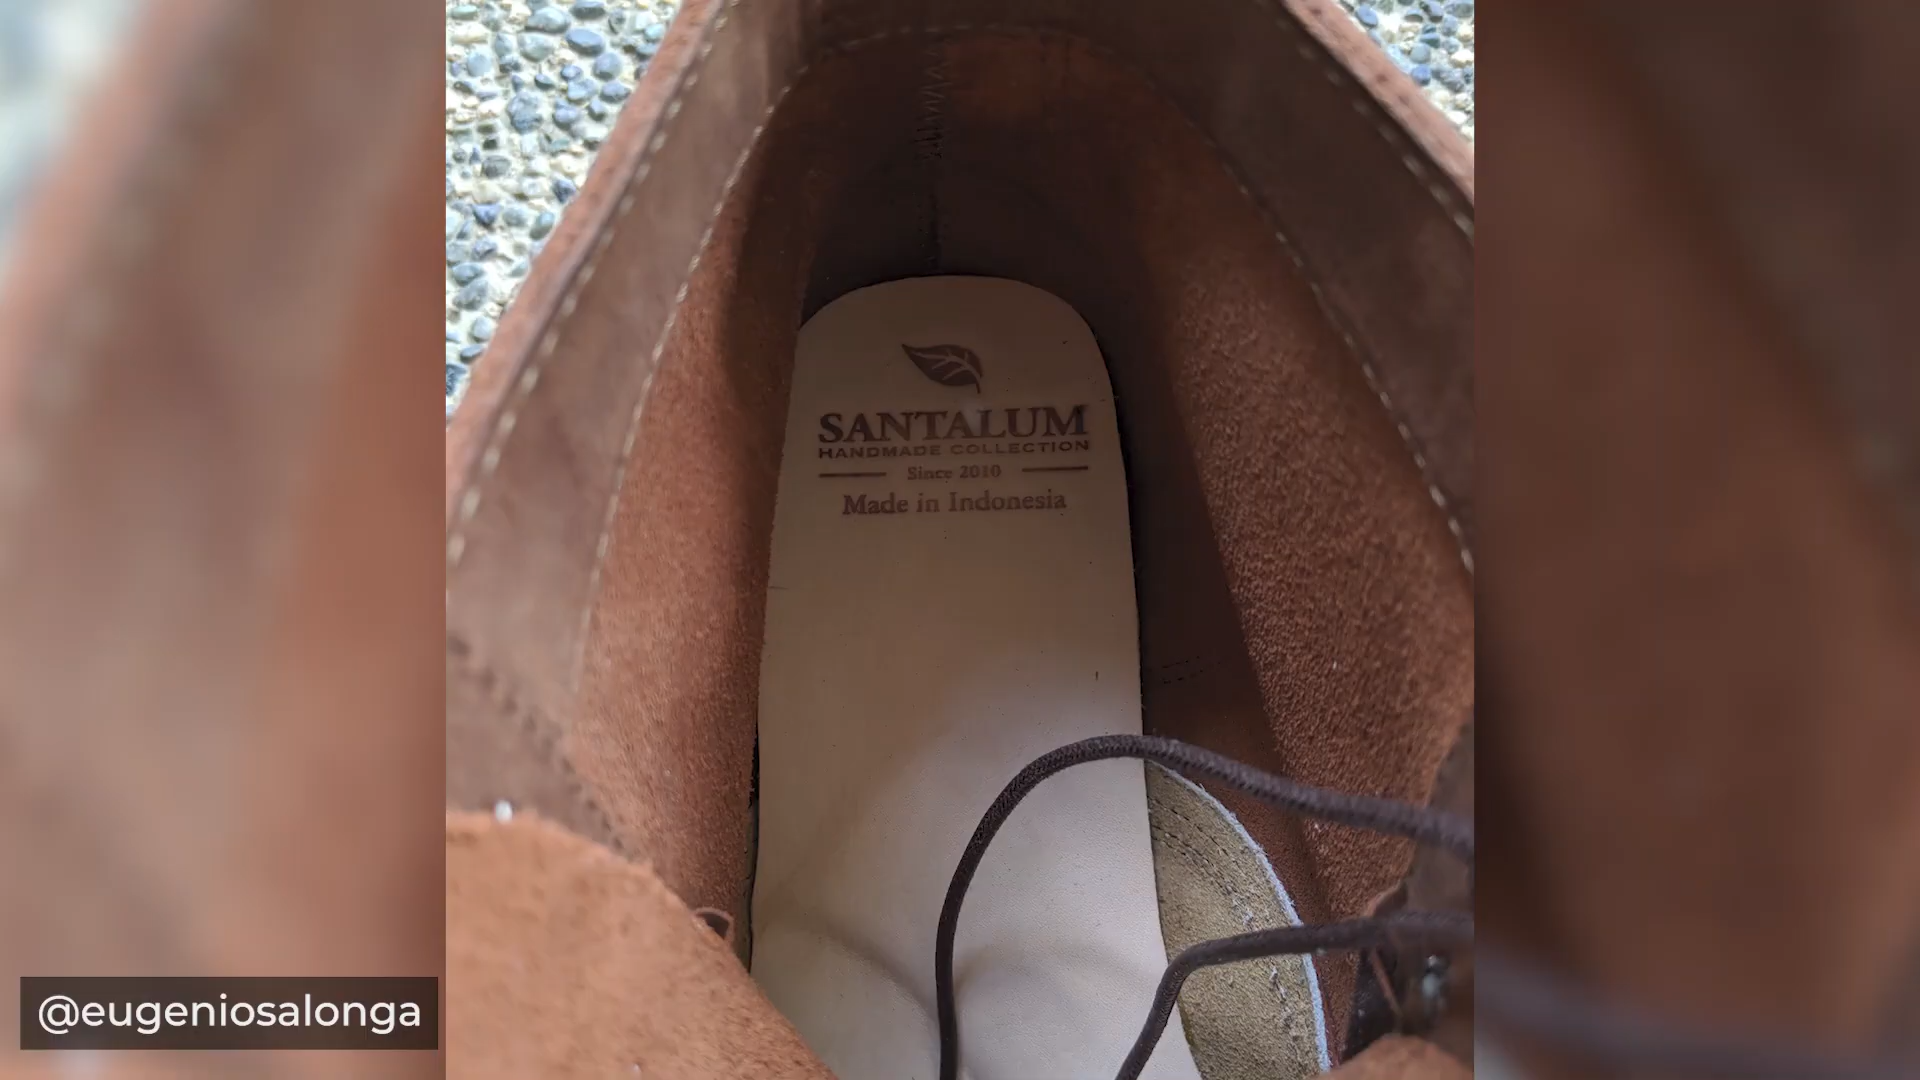 SANTALUM
HANDMADE COLLECTION
Since 2010
Made in Indonesia
@eugeniosalonga